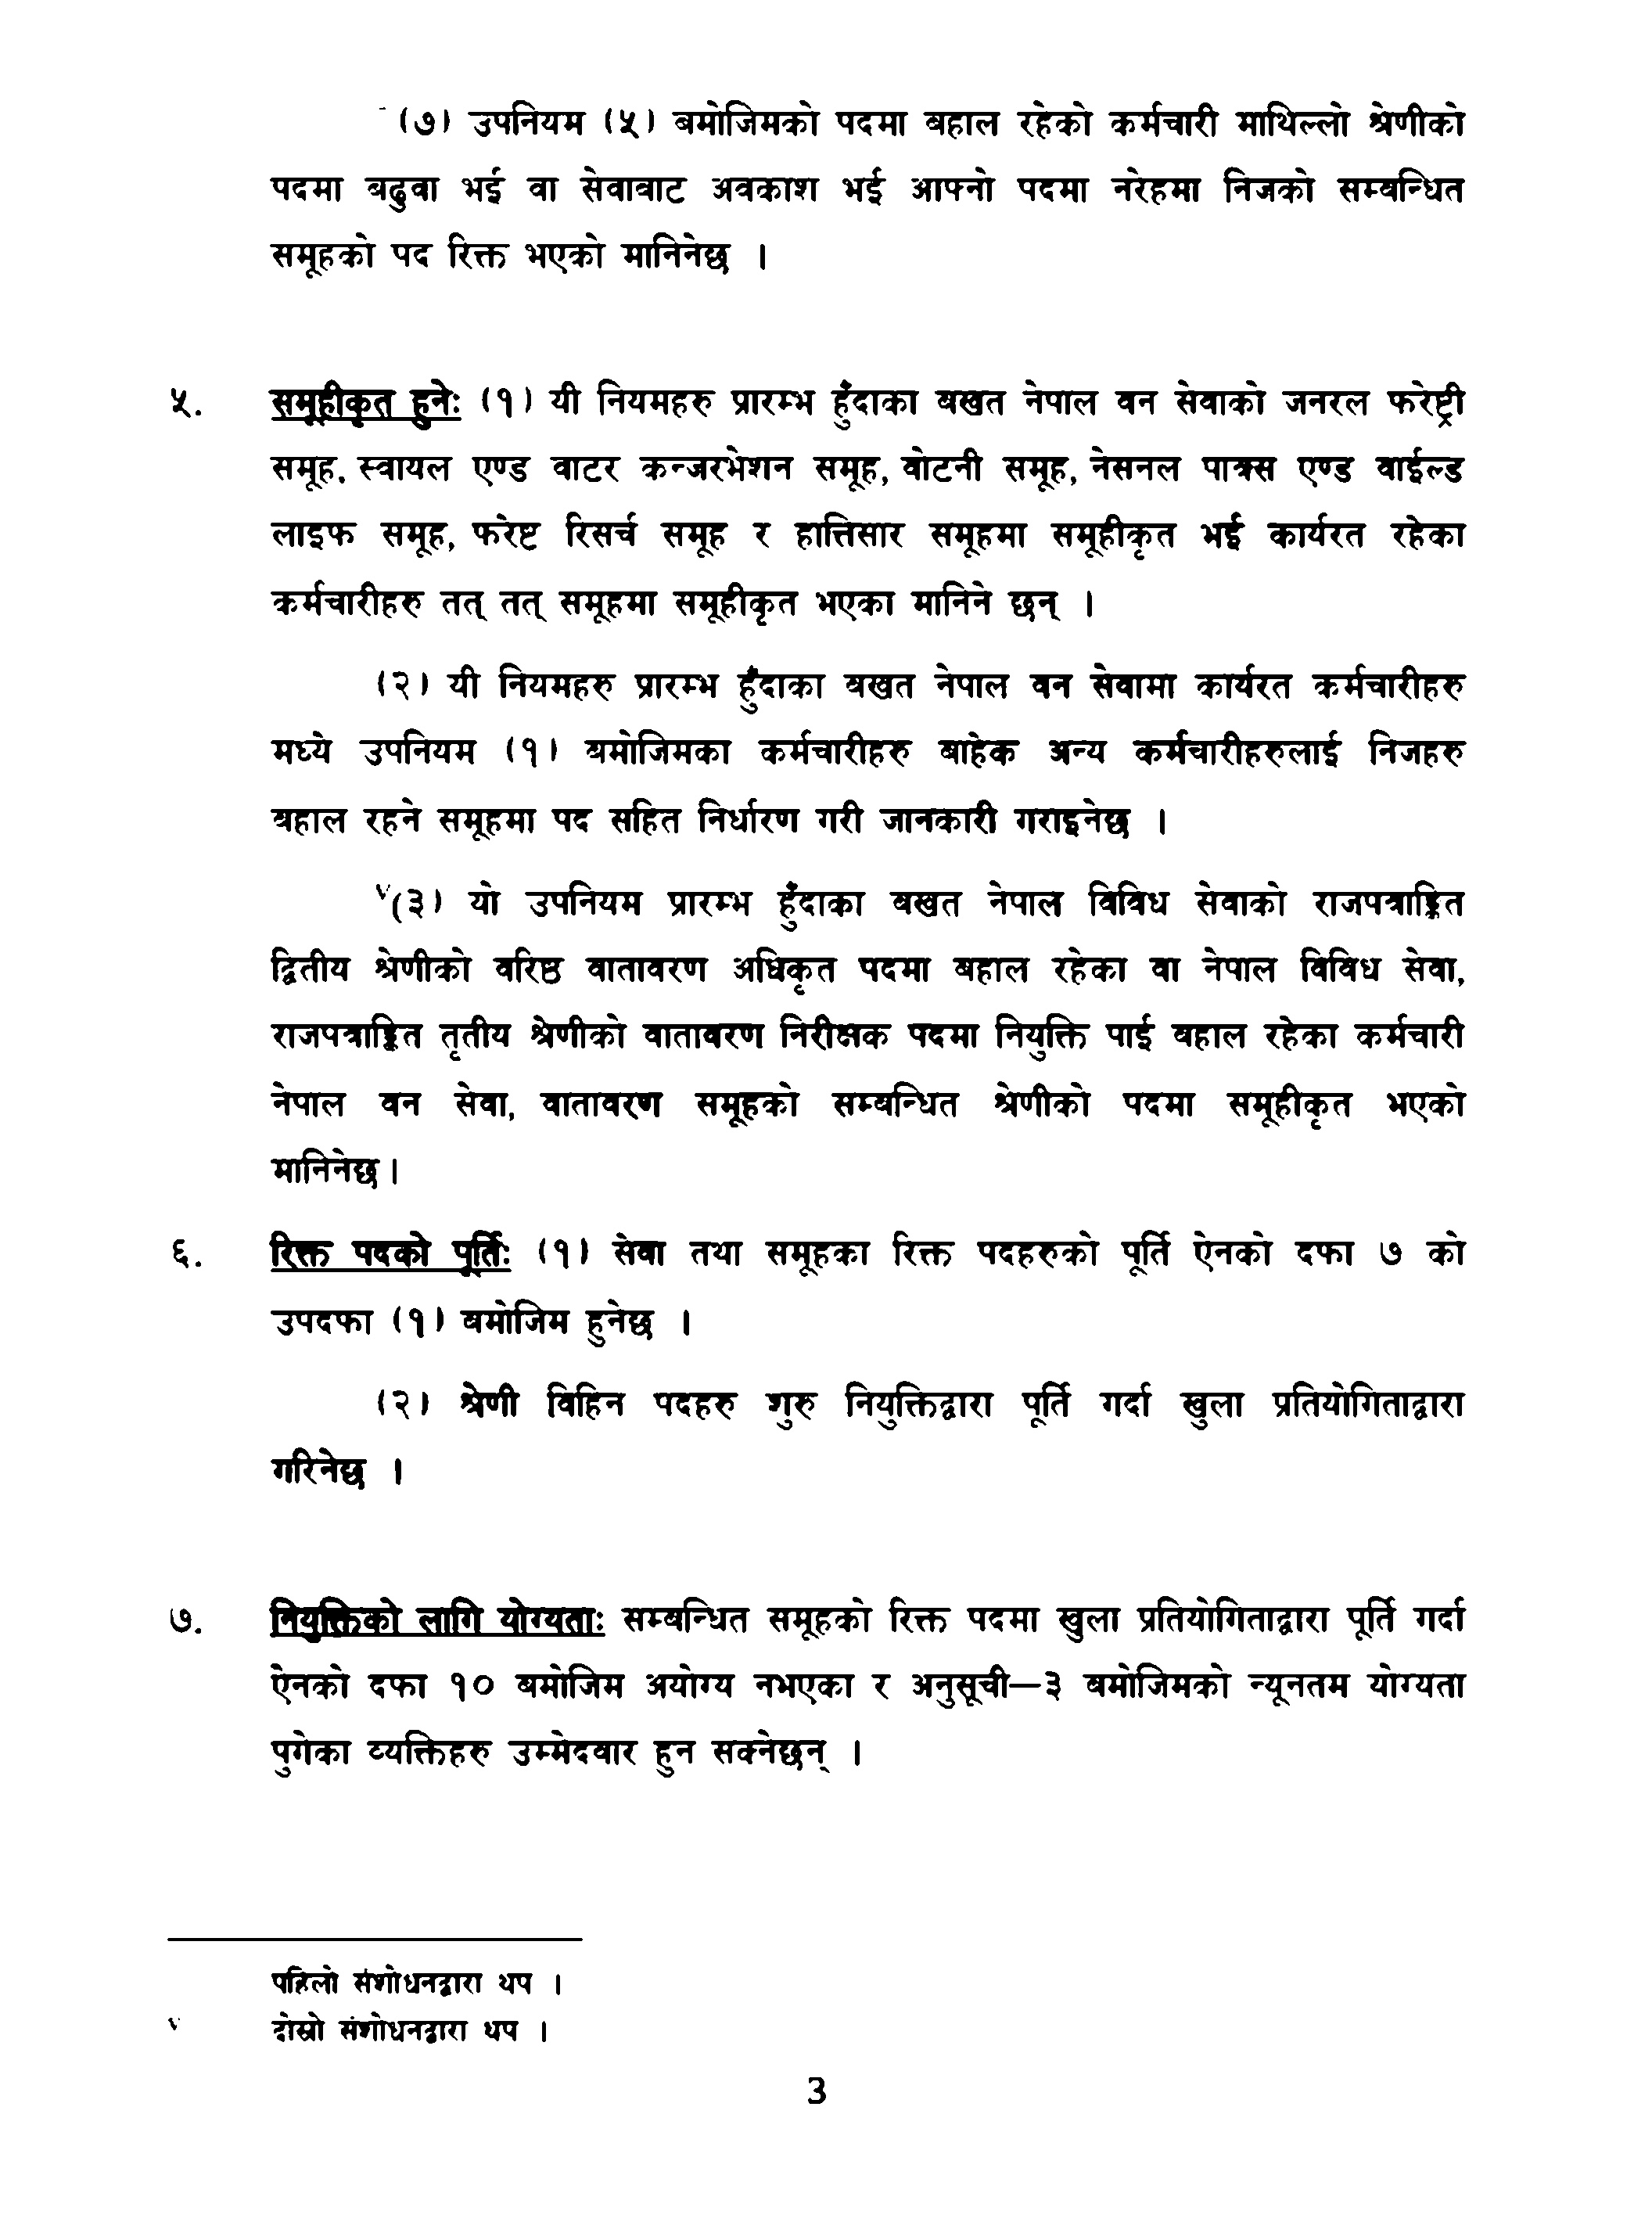 (७) उपनियम (५) बमोजिमको पदमा बहाल रहेको कर्मचारी माथिल्लो श्रेणीको
पदमा बढुवा भई वा सेवाबाट अवकाश भई आफ्नो पदमा नरेहमा निजको सम्बन्धित
समूहको पद रिक्त भएको मानिनेछ ।
५. समूहीकृत हुनेः (१) यी नियमहरु प्रारम्भ हुँदाका बखत नेपाल वन सेवाको जनरल फरेष्ट्री
समूह, स्वायल एण्ड वाटर कन्जरभेशन समूह, वोटनी समूह, नेसनल पाक्र्स एण्ड वाईल्ड
लाइफ समूह, फरेष्ट रिसर्च समूह र हात्तिसार समूहमा समूहीकृत भई कार्यरत रहेका
कर्मचारीहरु तत् तत् समूहमा समूहीकृत भएका मानिने छन् ।
(२) यी नियमहरु प्रारम्भ हुँदाका बखत नेपाल वन सेवामा कार्यरत कर्मचारीहरु
मध्ये उपनियम (१) बमोजिमका कर्मचारीहरु बाहेक अन्य कर्मचारीहरुलाई निजहरु
बहाल रहने समूहमा पद सहित निर्धारण गरी जानकारी गराइनेछ ।
(३) यो उपनियम प्रारम्भ हुँदाका बखत नेपाल विविध सेवाको राजपत्राङ्कित
द्वितीय श्रेणीको वरिष्ठ वातावरण अधिकृत पदमा बहाल रहेका वा नेपाल विविध सेवा,
राजपत्राङ्कित तृतीय श्रेणीको वातावरण निरीक्षक पदमा नियुक्ति पाई बहाल रहेका कर्मचारी
नेपाल वन सेवा, वातावरण समूहको सम्बन्धित श्रेणीको पदमा समूहीकृत भएको
मानिनेछ।
६. रिक्त पदको पूर्तिः (१) सेवा तथा समूहका रिक्त पदहरुको पूर्ति ऐनको दफा ७ को
उपदफा (१) बमोजिम हुनेछ ।
(२) श्रेणी विहिन पदहरु शुरु नियुक्तिद्वारा पूर्ति गर्दा खुला प्रतियोगिताद्वारा
गरिनेछ ।
७. नियुक्तिको लागि योग्यताः सम्बन्धित समूहको रिक्त पदमा खुला प्रतियोगिताद्वारा पूर्ति गर्दा
ऐनको दफा १० बमोजिम अयोग्य नभएका र अनुसूची—३ बमोजिमको न्यूनतम योग्यता
पुगेका व्यक्तिहरु उम्मेदवार हुन सक्नेछन् ।
पहिलो संशोधनद्वारा थप ।
दोस्रो संशोधनद्वारा थप ।
3